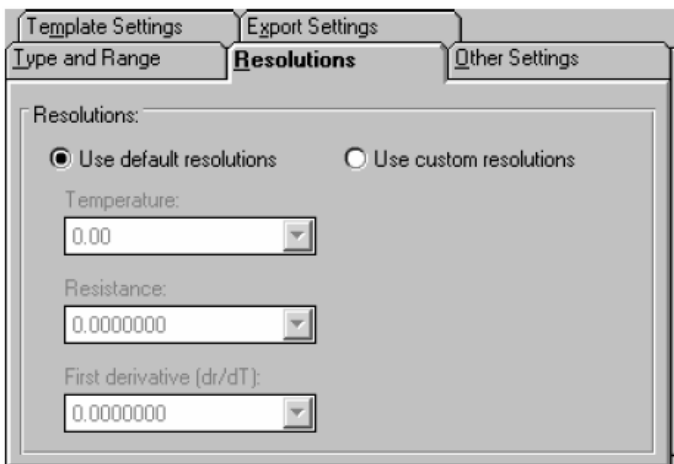 Template Settings Export Settings
Type and Range Resolutions Other Settings
Resolutions:
Use default resolutions Use custom resolutions
Temperature:
0.00
Resistance:
0.0000000
First derivative (dr/dT):
0.0000000